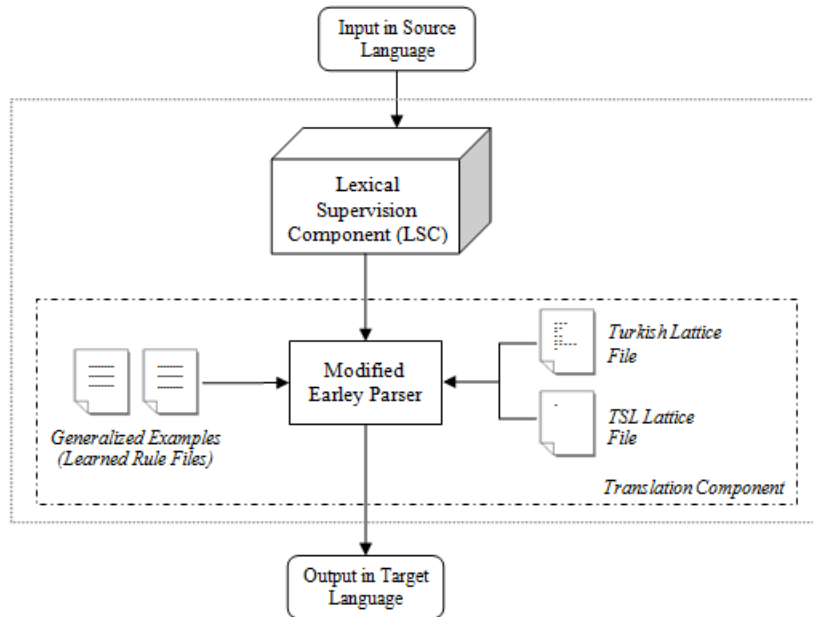 Input in Source
Language
Lexical
Supervision
Component (LSC)
Modified
Earley Parser
Turkish Lattice
File
TSL Lattice
File
Generalized Examples
(Learned Rule Files)
Translation Component
Output in Target
Language